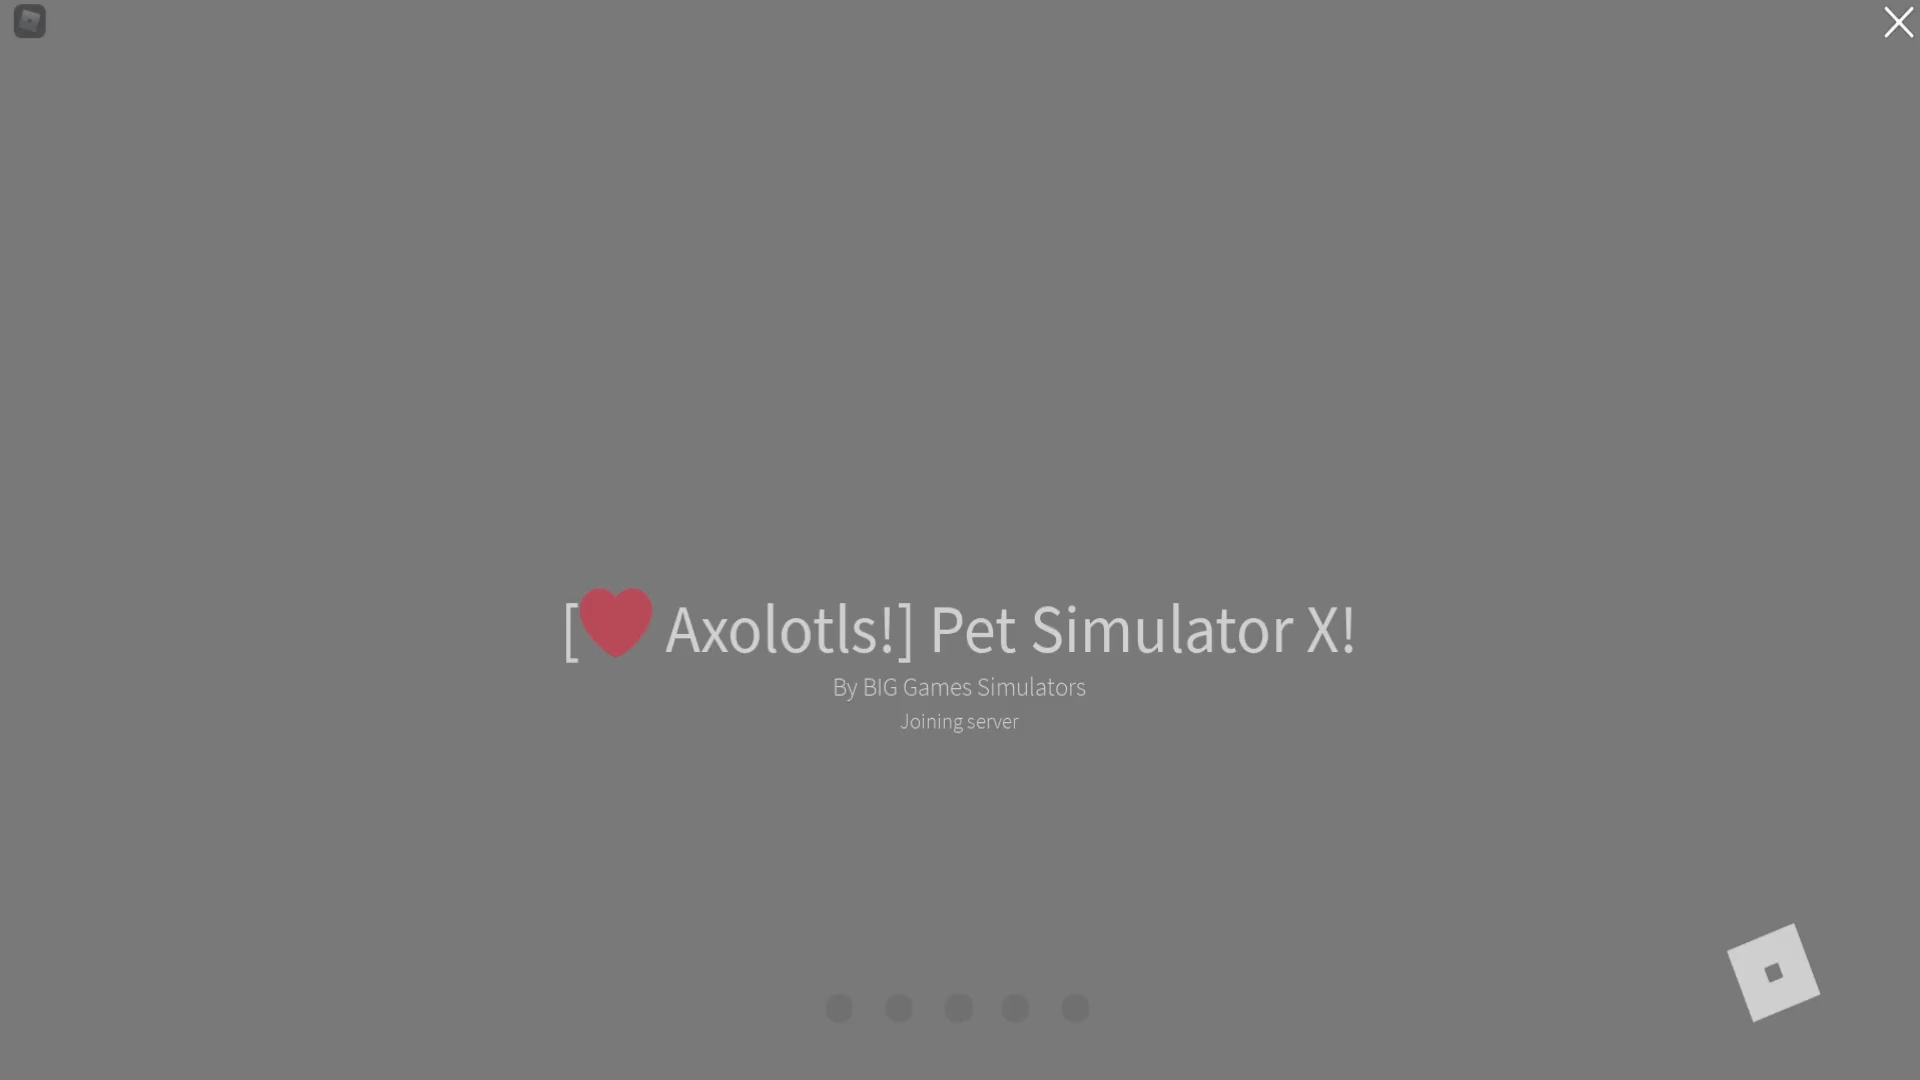 [❤ Axolotls!] Pet Simulator X!
By BIG Games Simulators
Joining server